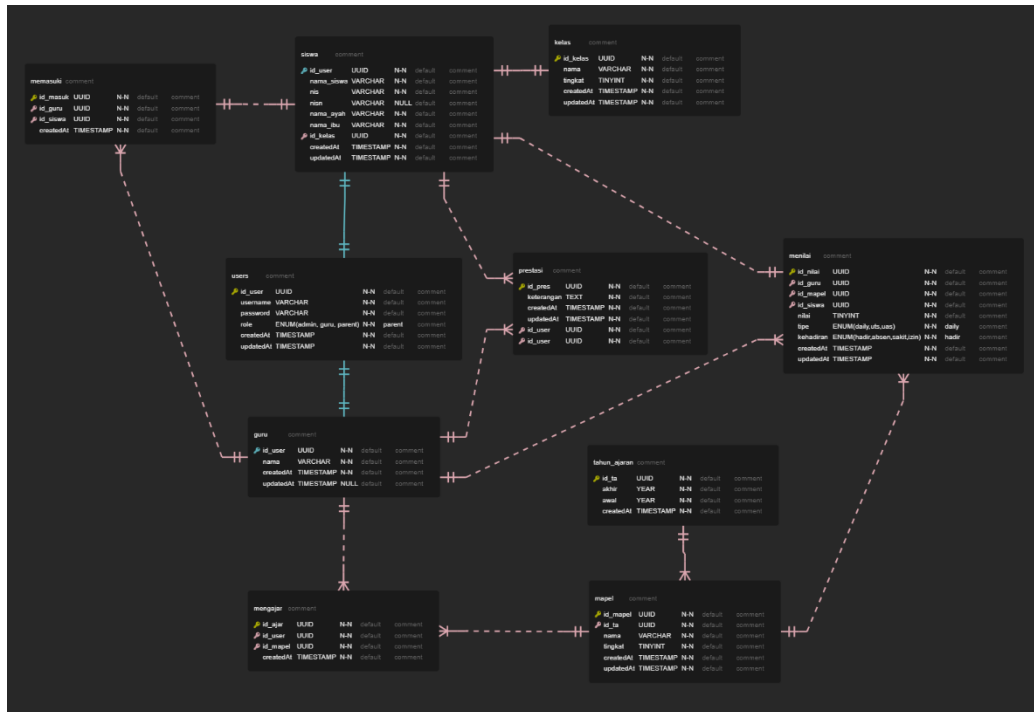 memasuki comment
id_masuk UUID N-N default comment
id_guru UUID N-N default comment
id_siswa UUID N-N default comment
createdAt TIMESTAMP N-N default comment
siswa comment
id_user UUID N-N default comment
nama_siswa VARCHAR N-N default comment
nis VARCHAR N-N default comment
nisn VARCHAR NULL default comment
nama_ayah VARCHAR N-N default comment
nama_ibu VARCHAR N-N default comment
id_kelas UUID N-N default comment
createdAt TIMESTAMP N-N default comment
updatedAt TIMESTAMP N-N default comment
kelas comment
id_kelas UUID N-N default comment
nama VARCHAR N-N default comment
tingkat TINYINT N-N default comment
createdAt TIMESTAMP N-N default comment
updatedAt TIMESTAMP N-N default comment
users comment
id_user UUID N-N default comment
username VARCHAR N-N default comment
password VARCHAR N-N default comment
role ENUM(admin, guru, parent) N-N parent comment
createdAt TIMESTAMP N-N default comment
updatedAt TIMESTAMP N-N default comment
prestasi comment
id_pres UUID N-N default comment
keterangan TEXT N-N default comment
createdAt TIMESTAMP N-N default comment
updatedAt TIMESTAMP N-N default comment
id_user UUID N-N default comment
id_user UUID N-N default comment
menilai comment
id_nilai UUID N-N default comment
id_guru UUID N-N default comment
id_mapel UUID N-N default comment
id_siswa UUID N-N default comment
nilai TINYINT N-N default comment
tipe ENUM(daily,uts,uas) N-N daily comment
kehadiran ENUM(hadir,absen,sakit,izin) N-N hadir comment
createdAt TIMESTAMP N-N default comment
updatedAt TIMESTAMP N-N default comment
guru comment
id_user UUID N-N default comment
nama VARCHAR N-N default comment
createdAt TIMESTAMP N-N default comment
updatedAt TIMESTAMP NULL default comment
tahun_ajaran comment
id_ta UUID N-N default comment
akhir YEAR N-N default comment
awal YEAR N-N default comment
createdAt TIMESTAMP N-N default comment
mengajar comment
id_ajar UUID N-N default comment
id_user UUID N-N default comment
id_mapel UUID N-N default comment
createdAt TIMESTAMP N-N default comment
mapel comment
id_mapel UUID N-N default comment
id_ta UUID N-N default comment
nama VARCHAR N-N default comment
tingkat TINYINT N-N default comment
createdAt TIMESTAMP N-N default comment
updatedAt TIMESTAMP N-N default comment